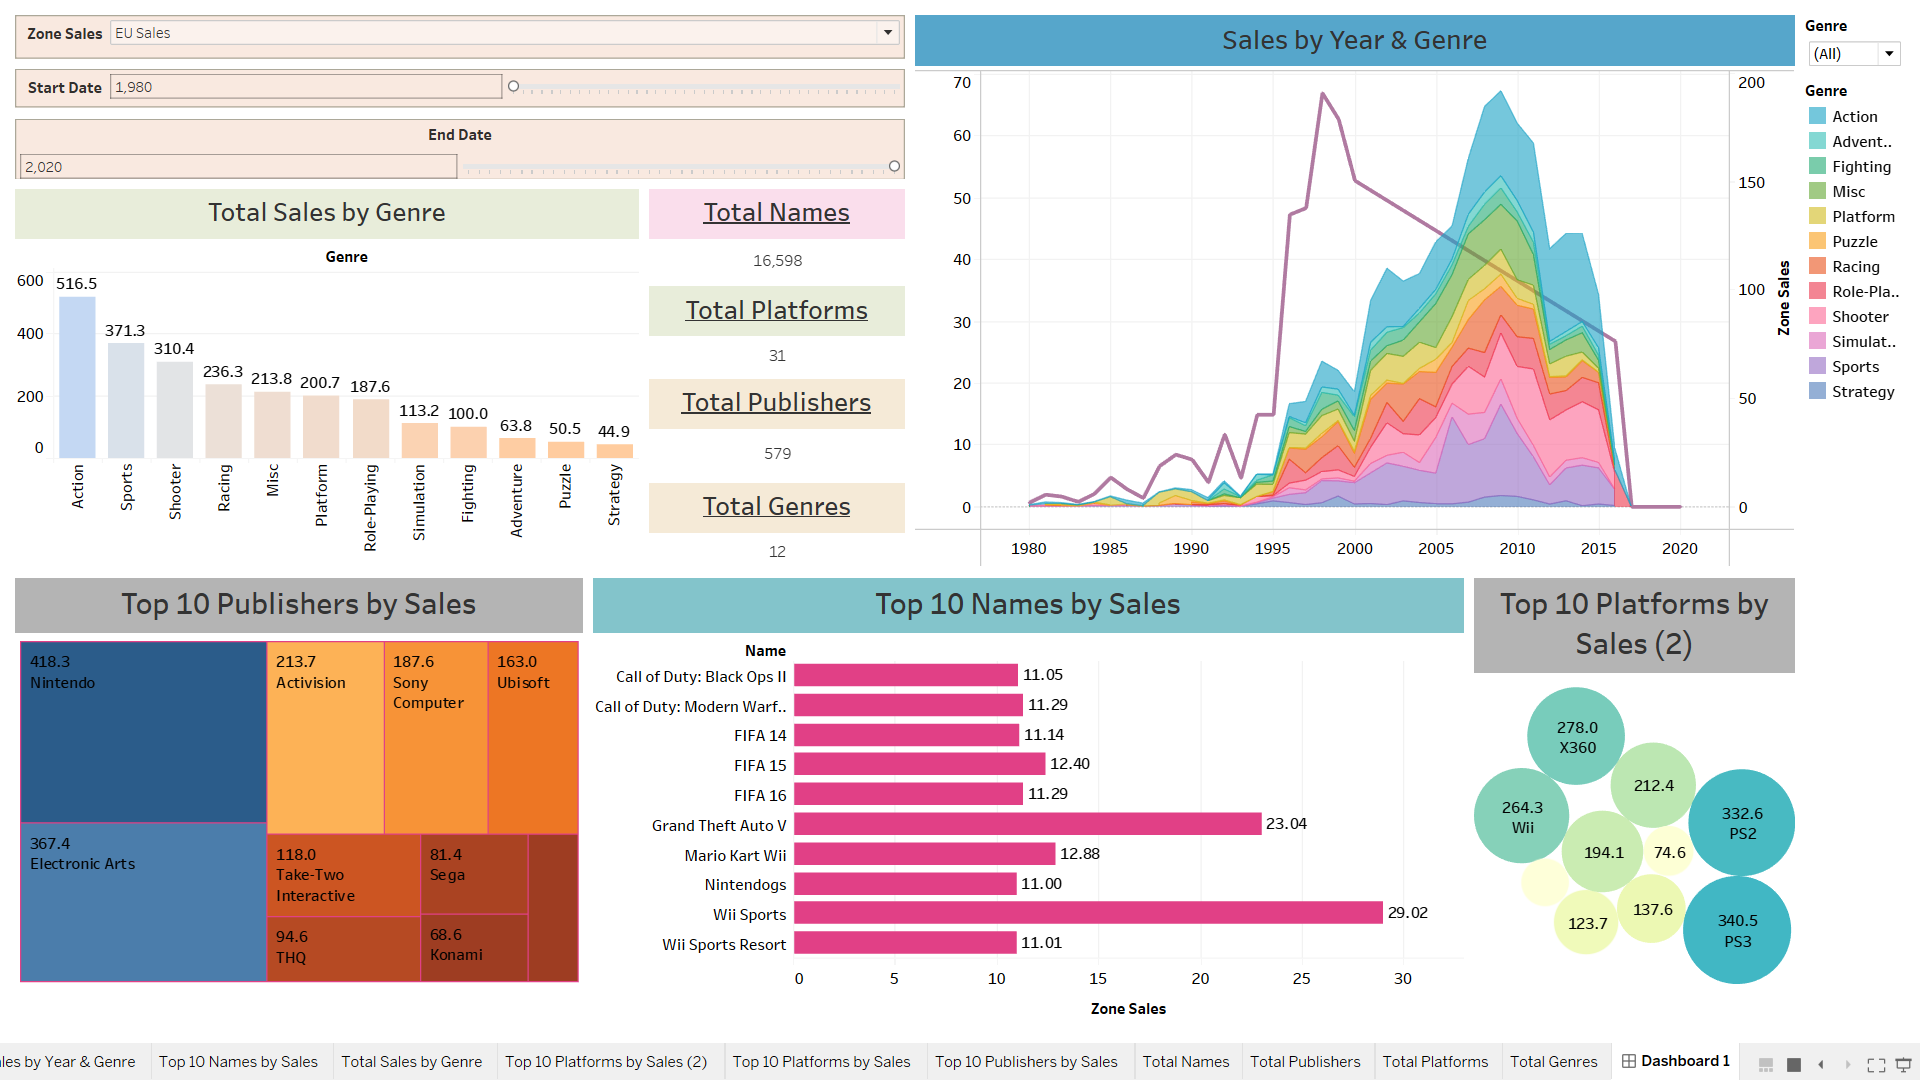 Zone Sales
EU Sales
Start Date
1,980
End Date
2,020
Total Sales by Genre
Genre
600
400
200
0
516.5
371.3
310.4
236.3
213.8
200.7
187.6
113.2
100.0
63.8
50.5
44.9
Action
Sports
Shooter
Racing
Misc
Platform
Role-Playing
Simulation
Fighting
Adventure
Puzzle
Strategy
Total Names
16,598
Total Platforms
31
Total Publishers
579
Total Genres
12
Sales by Year & Genre
70
60
50
40
30
20
10
0
200
150
100
50
0
Zone Sales
1980
1985
1990
1995
2000
2005
2010
2015
2020
Genre
(All)
Genre
Action
Advent..
Fighting
Misc
Platform
Puzzle
Racing
Role-Pla..
Shooter
Simulat..
Sports
Strategy
Top 10 Publishers by Sales
418.3
Nintendo
367.4
Electronic Arts
213.7
Activision
187.6
Sony
Computer
163.0
Ubisoft
118.0
Take-Two
Interactive
94.6
THQ
81.4
Sega
68.6
Konami
Top 10 Names by Sales
Name
Call of Duty: Black Ops II 11.05
Call of Duty: Modern Warf.. 11.29
FIFA 14 11.14
FIFA 15 12.40
FIFA 16 11.29
Grand Theft Auto V 23.04
Mario Kart Wii 12.88
Nintendogs 11.00
Wii Sports 29.02
Wii Sports Resort 11.01
0 5 10 15 20 25 30
Zone Sales
Top 10 Platforms by
Sales (2)
278.0
X360
212.4
264.3
Wii
332.6
PS2
194.1
74.6
137.6
123.7
340.5
PS3
les by Year & Genre
Top 10 Names by Sales
Total Sales by Genre
Top 10 Platforms by Sales (2)
Top 10 Platforms by Sales
Top 10 Publishers by Sales
Total Names
Total Publishers
Total Platforms
Total Genres
Dashboard 1